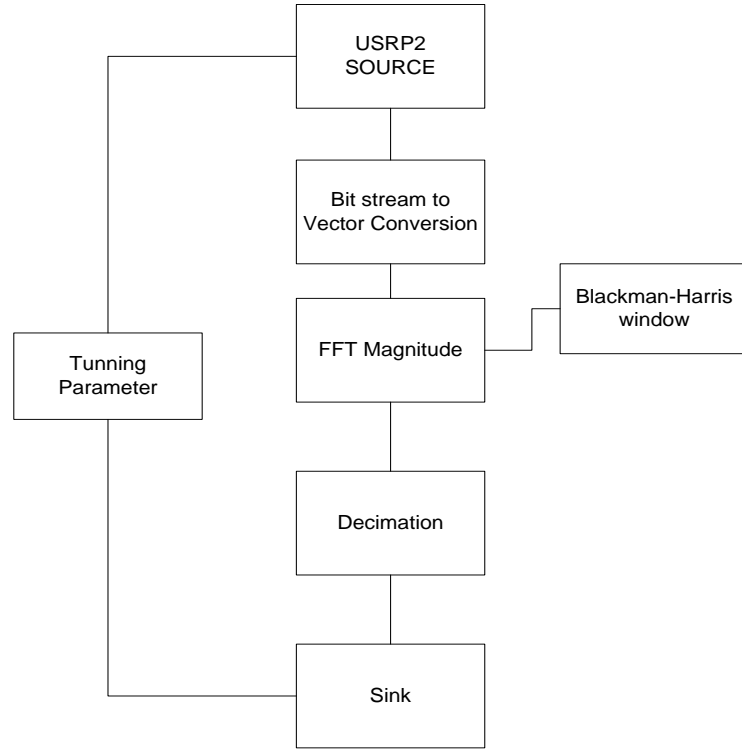 USRP2
SOURCE
Bit stream to
Vector Conversion
Blackman-Harris
window
FFT Magnitude
Tunning
Parameter
Decimation
Sink